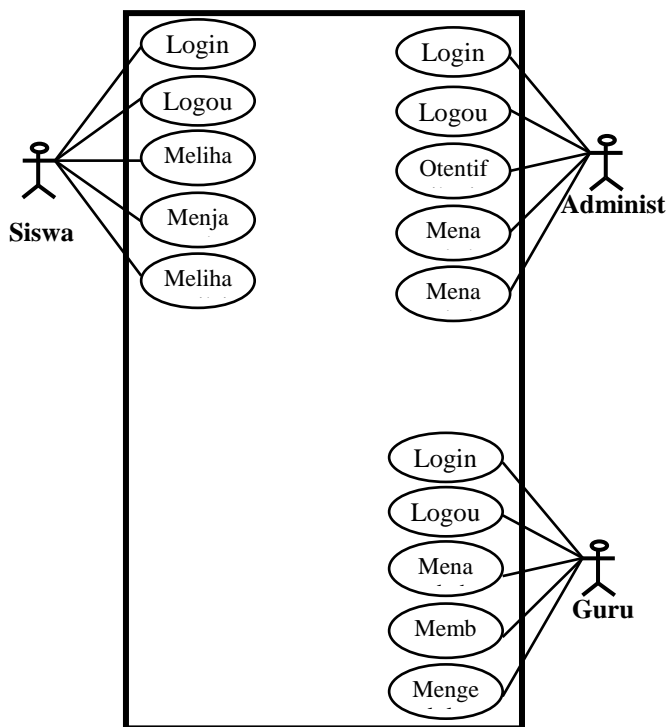 Login
Logou
Meliha
Menja
Meliha
Siswa
Login
Logou
Otentif
Mena
Mena
Administ
Login
Logou
Mena
Memb
Menge
Guru